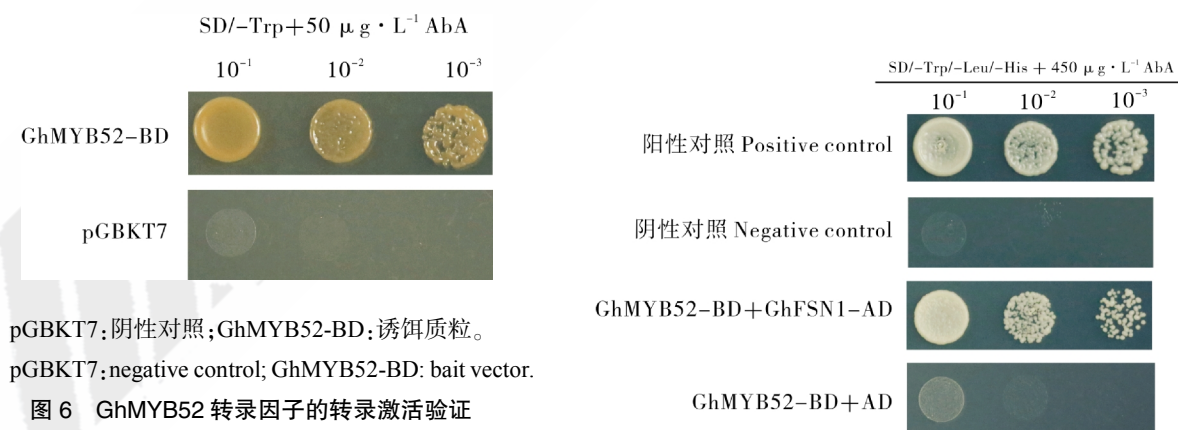 SD/-Trp+50 μg·L⁻¹ AbA
10⁻¹ 10⁻² 10⁻³
GhMYB52-BD
pGBKT7
pGBKT7:阴性对照;GhMYB52-BD:诱饵质粒。
pGBKT7:negative control; GhMYB52-BD: bait vector.
图 6 GhMYB52 转录因子的转录激活验证
SD/-Trp/-Leu/-His + 450 μg·L⁻¹ AbA
10⁻¹ 10⁻² 10⁻³
阳性对照 Positive control
阴性对照 Negative control
GhMYB52-BD+GhFSN1-AD
GhMYB52-BD+AD